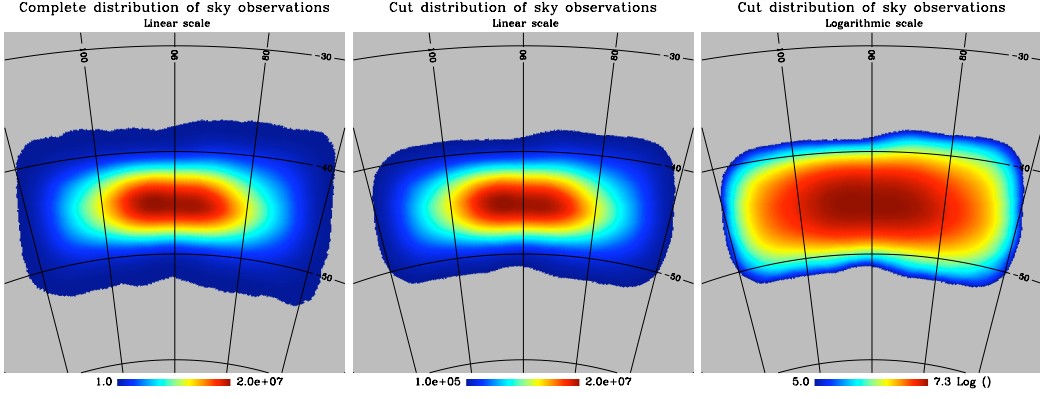 Complete distribution of sky observations
Linear scale
100
90
80
-30
-40
-50
1.0
2.0e+07
Cut distribution of sky observations
Linear scale
100
90
80
-30
-40
-50
1.0e+05
2.0e+07
Cut distribution of sky observations
Logarithmic scale
100
90
80
-30
-40
-50
5.0
7.3 Log ()